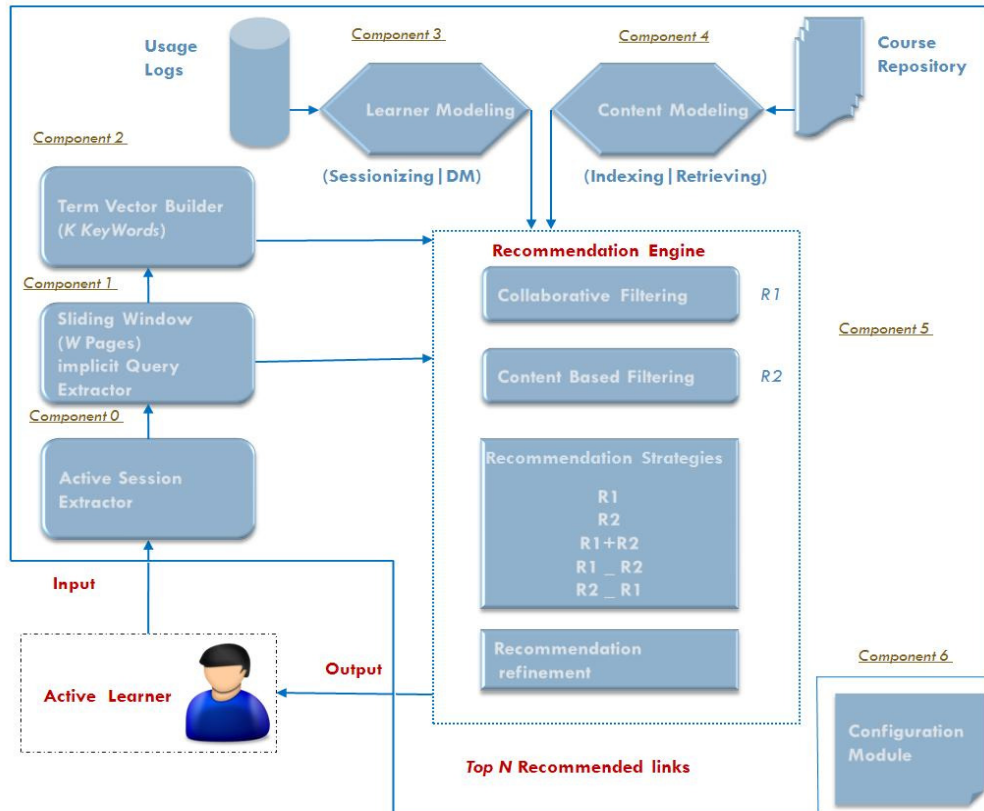 Component 3
Component 4
Usage
Logs
Course
Repository
Learner Modeling
Content Modeling
(Sessionizing|DM)
(Indexing|Retrieving)
Component 2
Term Vector Builder
(K KeyWords)
Component 1
Sliding Window
(W Pages)
implicit Query
Extractor
Component 0
Active Session
Extractor
Input
Active Learner
Output
Recommendation Engine
Collaborative Filtering
R1
Content Based Filtering
R2
Component 5
Recommendation Strategies
R1
R2
R1+R2
R1 _ R2
R2 _ R1
Recommendation
refinement
Top N Recommended links
Component 6
Configuration
Module